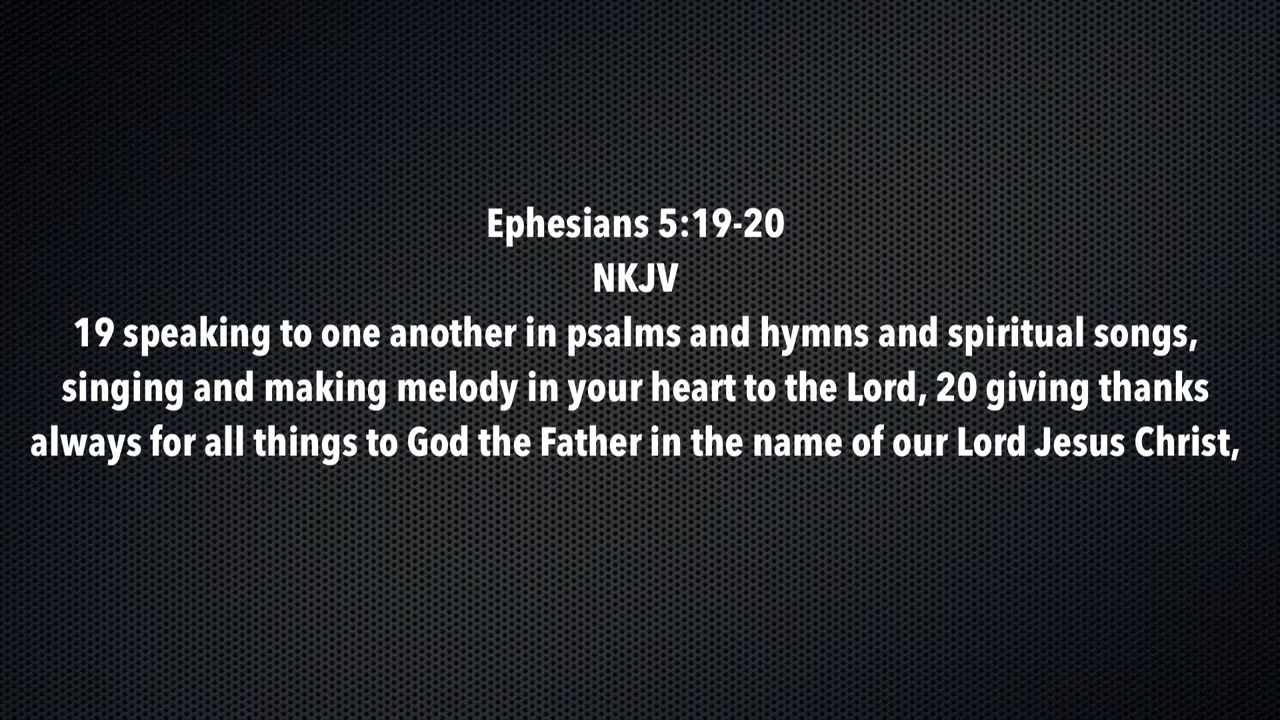 Ephesians 5:19-20
NKJV
19 speaking to one another in psalms and hymns and spiritual songs,
singing and making melody in your heart to the Lord, 20 giving thanks
always for all things to God the Father in the name of our Lord Jesus Christ,